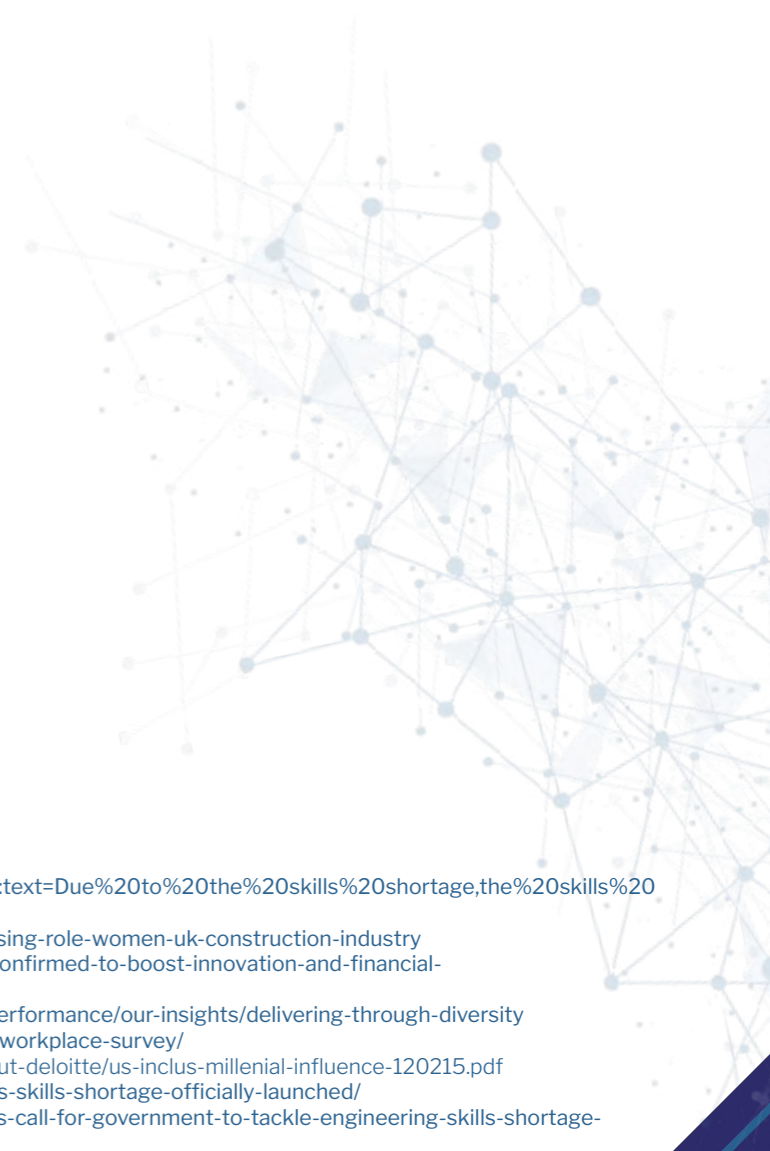 :text=Due%20to%20the%20skills%20shortage,the%20skills%20
sing-role-women-uk-construction-industry
onfirmed-to-boost-innovation-and-financial-
erformance/our-insights/delivering-through-diversity
workplace-survey/
ut-deloitte/us-inclus-millenial-influence-120215.pdf
s-skills-shortage-officially-launched/
s-call-for-government-to-tackle-engineering-skills-shortage-